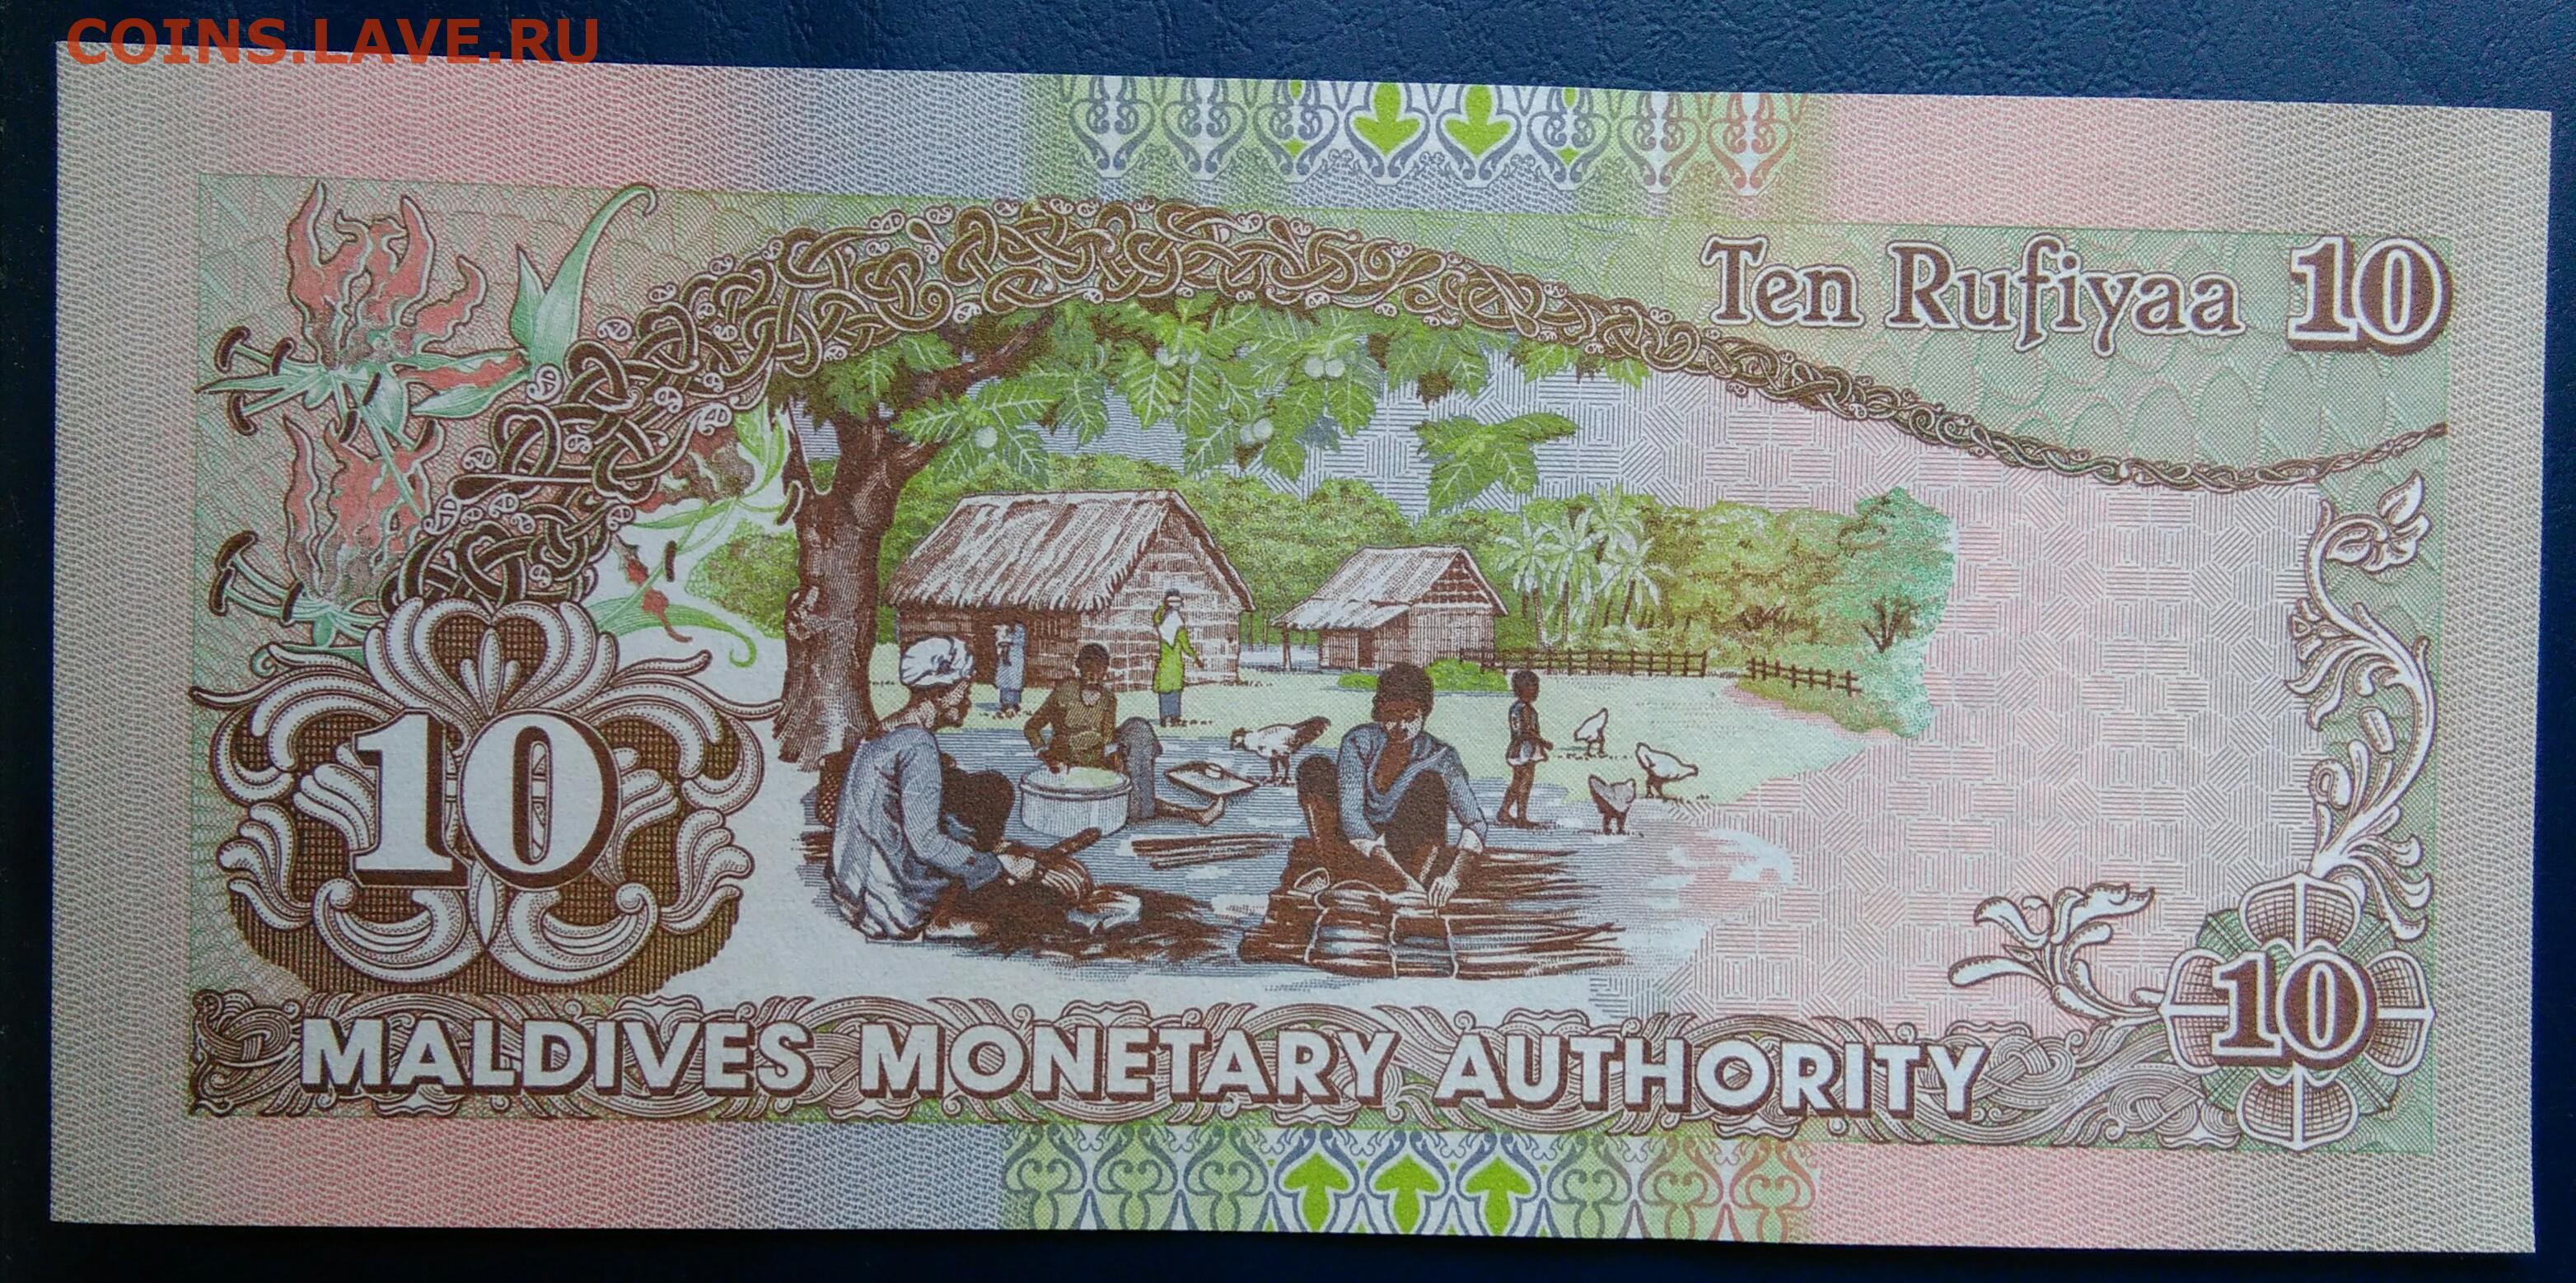 COINS.LAVE.RU
Ten Rufiyaa 10
10
10
MALDIVES MONETARY AUTHORITY